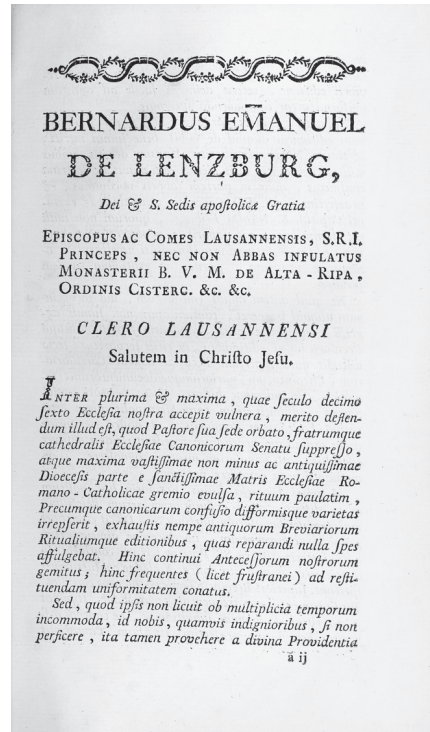 BERNARDUS EM̅ANUEL
DE LENZBURG,
Dei & S. Sedis apoſtolicæ Gratia
EPISCOPUS AC COMES LAUSANNENSIS, S.R.I.
PRINCEPS, NEC NON ABBAS INFULATUS
MONASTERII B. V. M. DE ALTA-RIPA,
ORDINIS CISTERC. &c. &c.
CLERO LAUSANNENSI
Salutem in Chriſto Jeſu.
INTER plurima & maxima, quae ſeculo decimo
ſexto Eccleſia noſtra accepit vulnera, merito deflen-
dum illud eſt, quod Paſtore ſua ſede orbato, fratrumque
cathedralis Eccleſiae Canonicorum Senatu ſuppreſſo,
atque maxima vaſtiſſimae non minus ac antiquiſſimae
Dioeceſis parte e ſanctiſſimae Matris Eccleſiae Ro-
mano-Catholicae gremio evulſa, rituum paulatim,
Precumque canonicarum confuſio difformisque varietas
irrepſerit, exhauſtis nempe antiquorum Breviariorum
Ritualiumque editionibus, quas reparandi nulla ſpes
affulgebat. Hinc continui Anteceſſorum noſtrorum
gemitus; hinc frequentes (licet fruſtranei) ad reſti-
tuendam uniformitatem conatus.
Sed, quod ipſis non licuit ob multiplicia temporum
incommoda, id nobis, quamvis indignioribus, ſi non
perficere, ita tamen provehere a divina Providentia
ā ij